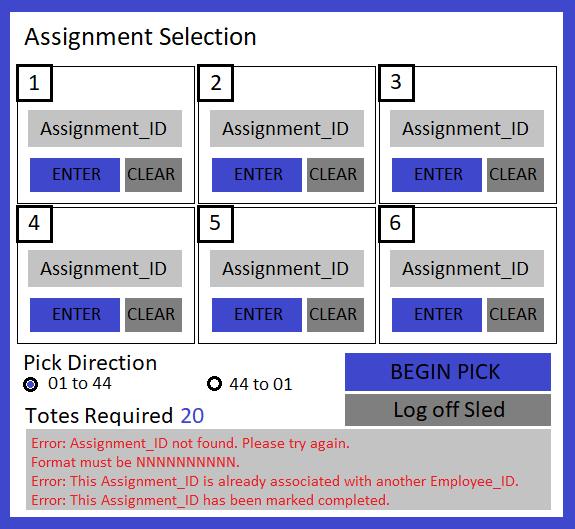 Assignment Selection
1
Assignment_ID
ENTER CLEAR
2
Assignment_ID
ENTER CLEAR
3
Assignment_ID
ENTER CLEAR
4
Assignment_ID
ENTER CLEAR
5
Assignment_ID
ENTER CLEAR
6
Assignment_ID
ENTER CLEAR
Pick Direction
01 to 44
44 to 01
BEGIN PICK
Log off Sled
Totes Required 20
Error: Assignment_ID not found. Please try again.
Format must be NNNNNNNNNN.
Error: This Assignment_ID is already associated with another Employee_ID.
Error: This Assignment_ID has been marked completed.